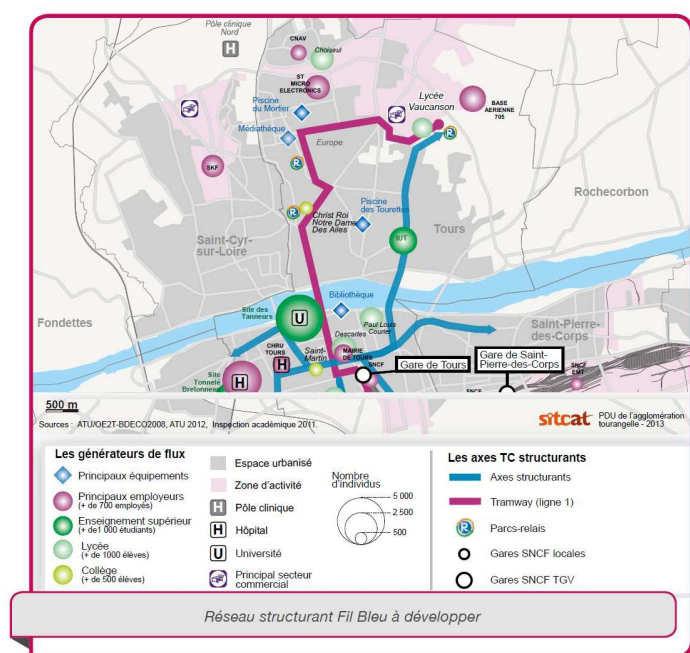 Pôle clinique
Nord
H
CNAV
Choiseul
ST
MICRO
ELECTRONICS
Piscine
du Mortier
Médiathèque
Lycée
Vaucanson
BASE
AERIENNE
705
Europe
R
R
SKF
R
Christ Roi
Notre Dame
Des Ailes
Piscine
des Tourettes
Rochecorbon
IUT
Tours
Saint-Cyr-
sur-Loire
Bibliothèque
Site des
Tanneurs
U
Fondettes
Paul Louis
Courier
Descartes
Saint-Pierre-
des-Corps
CHRU
TOURS
H
Saint-
Martin
MAIRIE
DE TOURS
SNCF
Gare de Tours
Gare de Saint-
Pierre-des-Corps
SNCF
EMT
SNCF
Site
Tonnelé
Bretonneau
H
500 m
Sources : ATU/OE2T-BDECO2008, ATU 2012, Inspection académique 2011.
sitcat
PDU de l'agglomération
tourangelle - 2013
Les générateurs de flux
Principaux équipements
Principaux employeurs
(+ de 700 employés)
Enseignement supérieur
(+ de1 000 étudiants)
Lycée
(+ de 1000 élèves)
Collège
(+ de 500 élèves)
Espace urbanisé
Zone d'activité
H Pôle clinique
H Hôpital
U Université
Principal secteur
commercial
Nombre
d'individus
5 000
2 500
500
Les axes TC structurants
Axes structurants
Tramway (ligne 1)
R Parcs-relais
Gares SNCF locales
Gares SNCF TGV
Réseau structurant Fil Bleu à développer